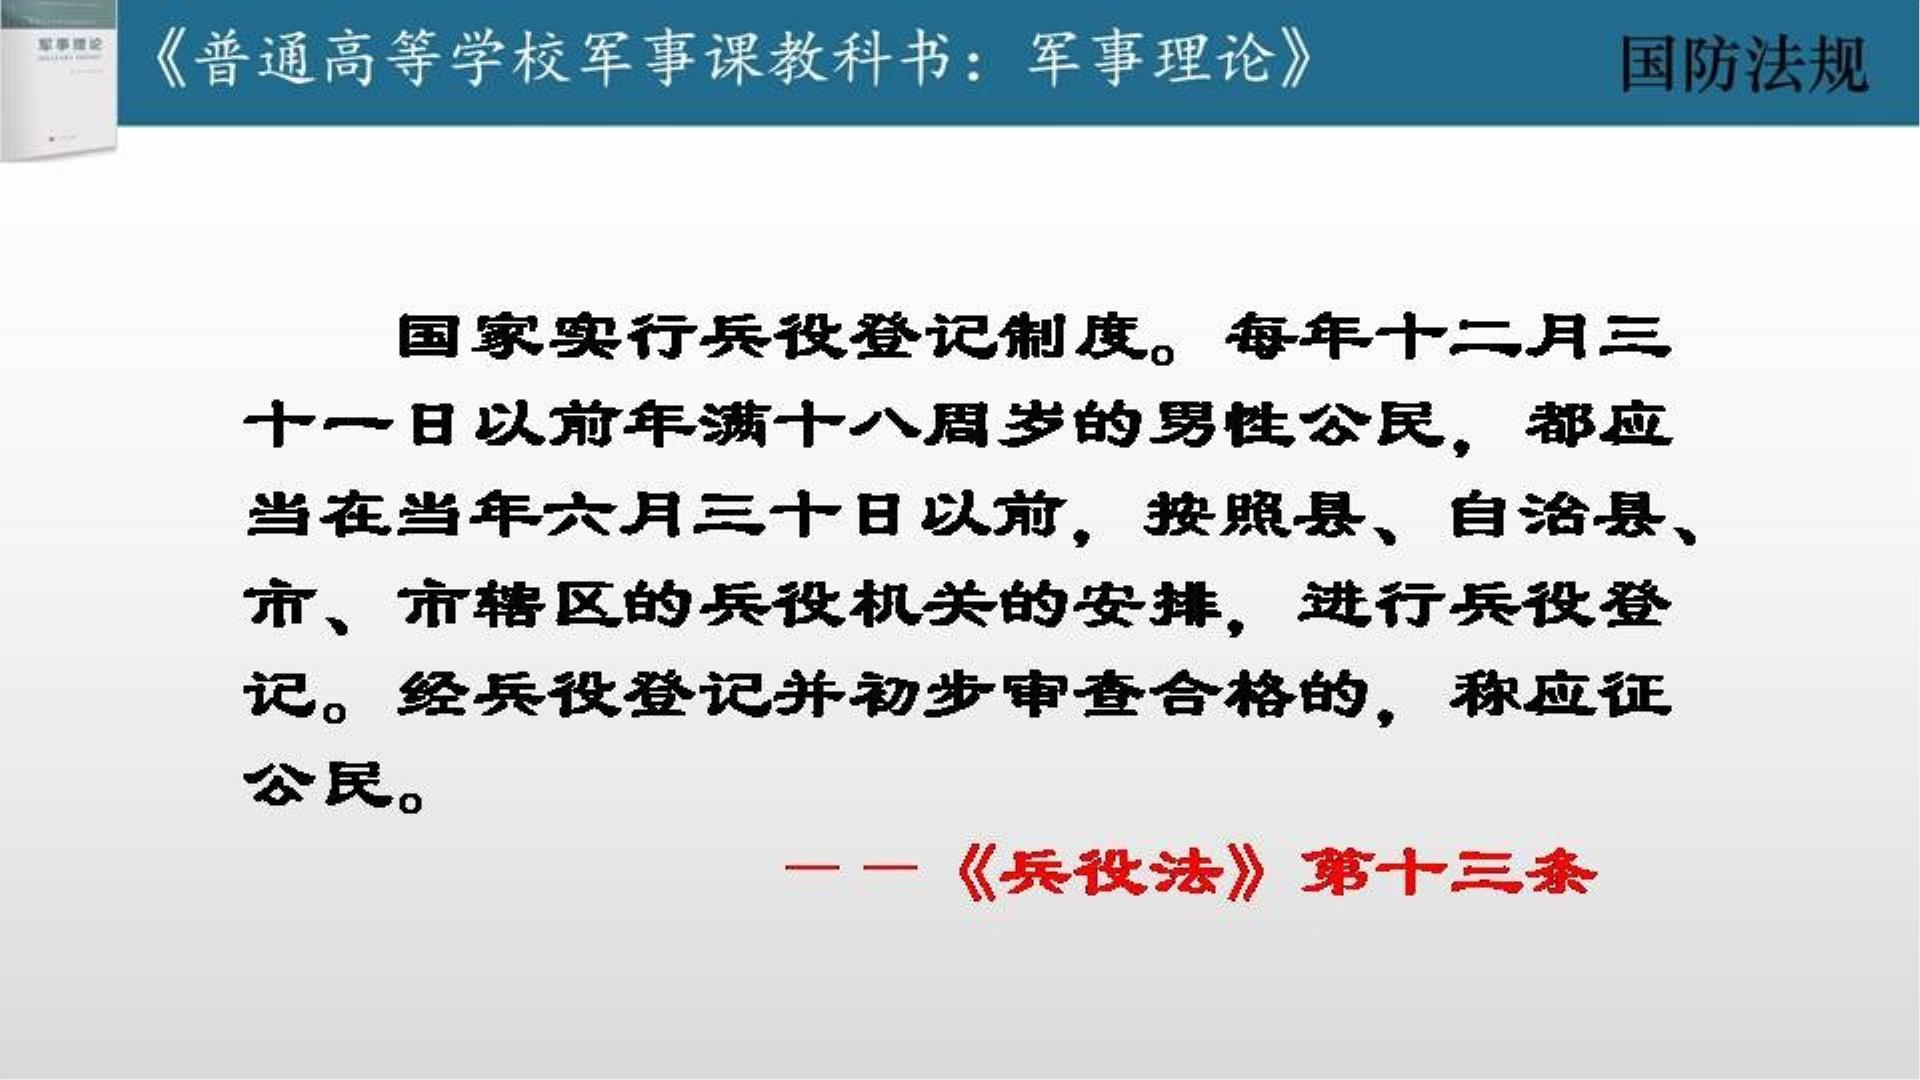 军事理论
《普通高等学校军事课教科书：军事理论》
国防法规
国家实行兵役登记制度。每年十二月三
十一日以前年满十八周岁的男性公民，都应
当在当年六月三十日以前，按照县、自治县、
市、市辖区的兵役机关的安排，进行兵役登
记。经兵役登记并初步审查合格的，称应征
公民。
——《兵役法》第十三条